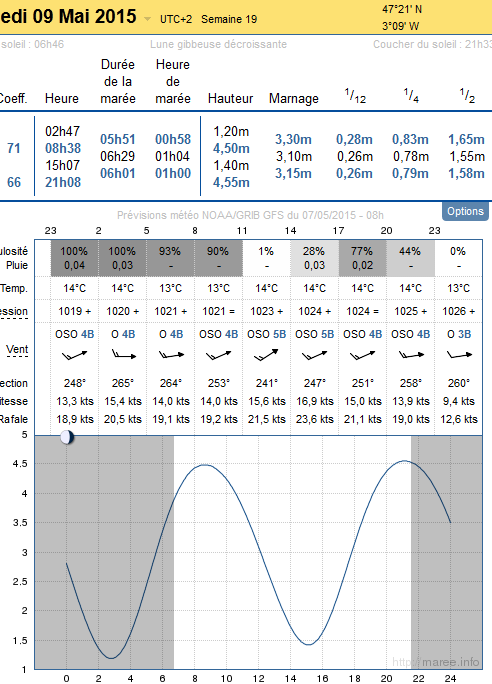 edi 09 Mai 2015 UTC+2 Semaine 19 47°21' N
3°09' W
soleil : 06h46 Lune gibbeuse décroissante Coucher du soleil : 21h33
Coeff. Heure Durée de la marée Heure de marée Hauteur Marnage 1/12 1/4 1/2
02h47 1,20m
71 08h38 05h51 00h58 4,50m 3,30m 0,28m 0,83m 1,65m
15h07 06h29 01h04 1,40m 3,10m 0,26m 0,78m 1,55m
66 21h08 06h01 01h00 4,55m 3,15m 0,26m 0,79m 1,58m
Options
Prévisions météo NOAA/GRIB GFS du 07/05/2015 - 08h
23 2 5 8 11 14 17 20 23
ulosité 100% 100% 93% 90% 1% 28% 77% 44% 0%
Pluie 0,04 0,03 - - - 0,03 0,02 - -
Temp. 14°C 14°C 13°C 13°C 14°C 14°C 14°C 14°C 13°C
ession 1019 + 1020 + 1021 + 1021 = 1023 + 1024 + 1024 = 1025 + 1026 +
Vent OSO 4B O 4B O 4B OSO 4B OSO 5B OSO 5B OSO 4B OSO 4B O 3B
ection 248° 265° 264° 253° 241° 247° 251° 258° 260°
itesse 13,3 kts 15,4 kts 14,0 kts 14,0 kts 15,6 kts 16,9 kts 15,0 kts 13,9 kts 9,4 kts
Rafale 18,9 kts 20,5 kts 19,1 kts 19,2 kts 21,5 kts 23,6 kts 21,1 kts 19,0 kts 12,6 kts
5
4.5
4
3.5
3
2.5
2
1.5
1
http://maree.info
0 2 4 6 8 10 12 14 16 18 20 22 24